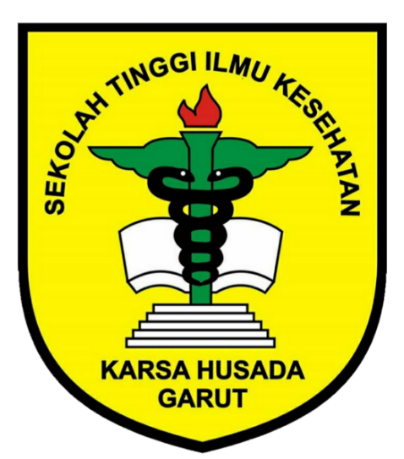 SEKOLAH TINGGI ILMU KESEHATAN
KARSA HUSADA
GARUT